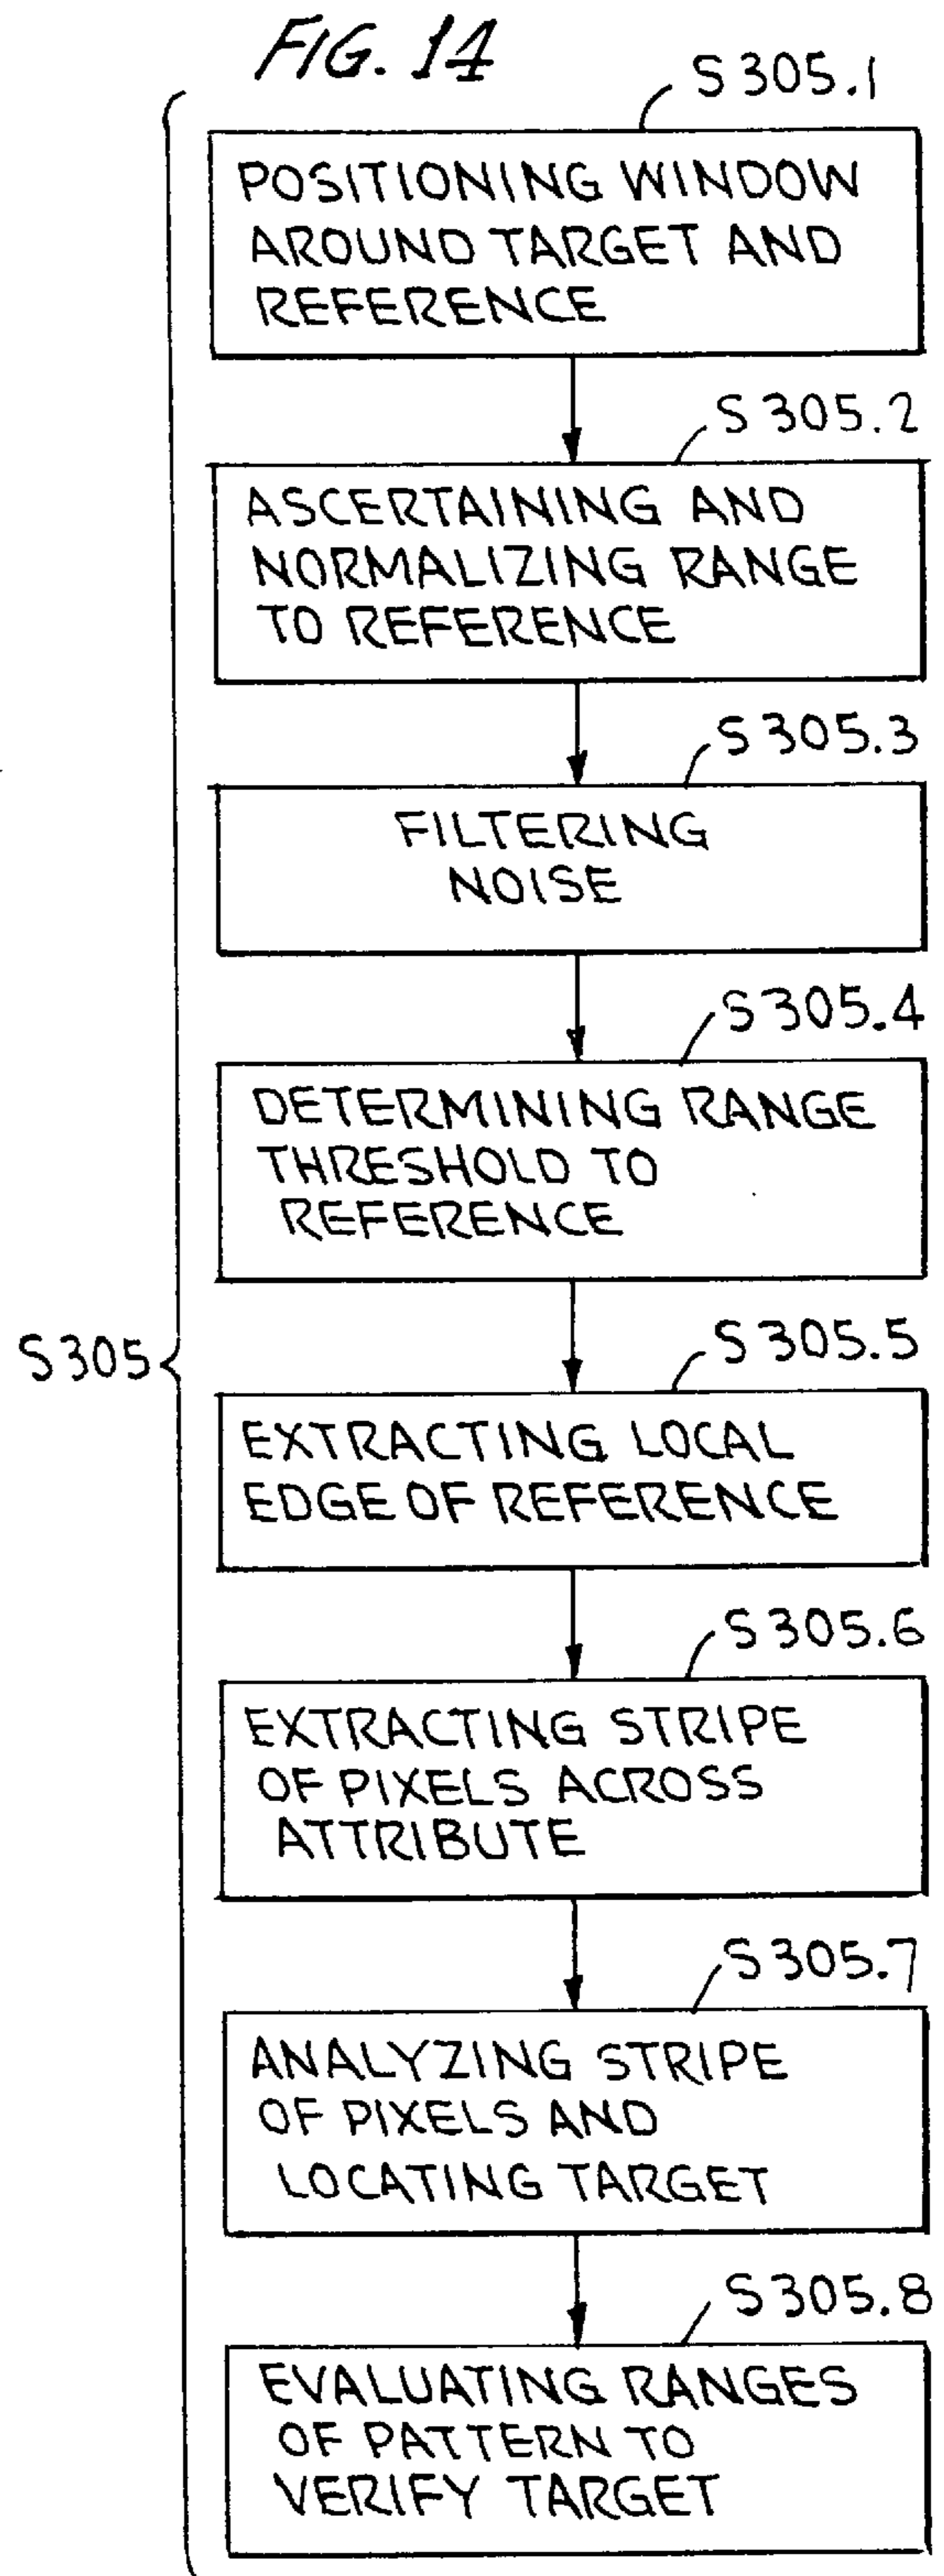 FIG. 14
S305.1
POSITIONING WINDOW
AROUND TARGET AND
REFERENCE
S305.2
ASCERTAINING AND
NORMALIZING RANGE
TO REFERENCE
S305.3
FILTERING
NOISE
S305.4
DETERMINING RANGE
THRESHOLD TO
REFERENCE
S305
S305.5
EXTRACTING LOCAL
EDGE OF REFERENCE
S305.6
EXTRACTING STRIPE
OF PIXELS ACROSS
ATTRIBUTE
S305.7
ANALYZING STRIPE
OF PIXELS AND
LOCATING TARGET
S305.8
EVALUATING RANGES
OF PATTERN TO
VERIFY TARGET